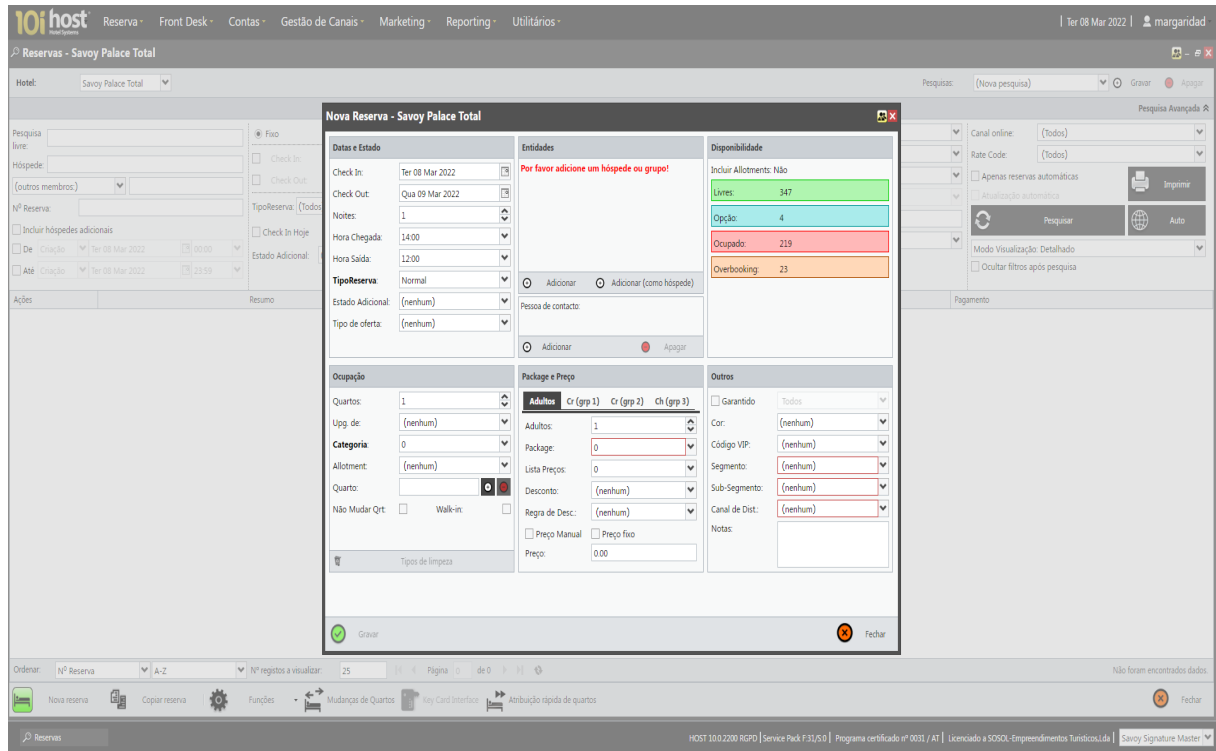 10i host Reserva Front Desk Contas Gestão de Canais Marketing Reporting Utilitários Ter 08 Mar 2022 margaridad
Hotel Systems
Reservas - Savoy Palace Total
Hotel: Savoy Palace Total Pesquisas: (Nova pesquisa) Gravar Apagar
Pesquisa Avançada
Pesquisa livre: Fixo Canal online: (Todos)
Check In Rate Code: (Todos)
Hóspede: Apenas reservas automáticas Imprimir
(outros membros:) Check Out Atualização automática
Nº Reserva: TipoReserva: (Todos Pesquisar Auto
Incluir hóspedes adicionais Check In Hoje
De Criação Ter 08 Mar 2022 00:00 Estado Adicional: Modo Visualização: Detalhado
Até Criação Ter 08 Mar 2022 23:59 Ocultar filtros após pesquisa
Ações Resumo Pagamento
Nova Reserva - Savoy Palace Total
Datas e Estado
Check In: Ter 08 Mar 2022
Check Out: Qua 09 Mar 2022
Noites: 1
Hora Chegada: 14:00
Hora Saída: 12:00
TipoReserva: Normal
Estado Adicional: (nenhum)
Tipo de oferta: (nenhum)
Entidades
Por favor adicione um hóspede ou grupo!
Adicionar Adicionar (como hóspede)
Pessoa de contacto:
Adicionar Apagar
Disponibilidade
Incluir Allotments: Não
Livres: 347
Opção: 4
Ocupado: 219
Overbooking: 23
Ocupação
Quartos: 1
Upg. de: (nenhum)
Categoria: 0
Allotment: (nenhum)
Quarto:
Não Mudar Qrt: Walk-in:
Tipos de limpeza
Package e Preço
Adultos Cr (grp 1) Cr (grp 2) Ch (grp 3)
Adultos: 1
Package: 0
Lista Preços: 0
Desconto: (nenhum)
Regra de Desc.: (nenhum)
Preço Manual Preço fixo
Preço: 0.00
Outros
Garantido Todos
Cor: (nenhum)
Código VIP: (nenhum)
Segmento: (nenhum)
Sub-Segmento: (nenhum)
Canal de Dist.: (nenhum)
Notas:
Gravar Fechar
Ordenar: Nº Reserva A-Z Nº registos a visualizar: 25 Página 0 de 0 Não foram encontrados dados.
Nova reserva Copiar reserva Funções Mudanças de Quartos Key Card Interface Atribuição rápida de quartos Fechar
Reservas HOST 10.0.2200 RGPD | Service Pack F:31/S:0 | Programa certificado nº 0031 / AT | Licenciado a SOSOL-Empreendimentos Turisticos,Lda | Savoy Signature Master